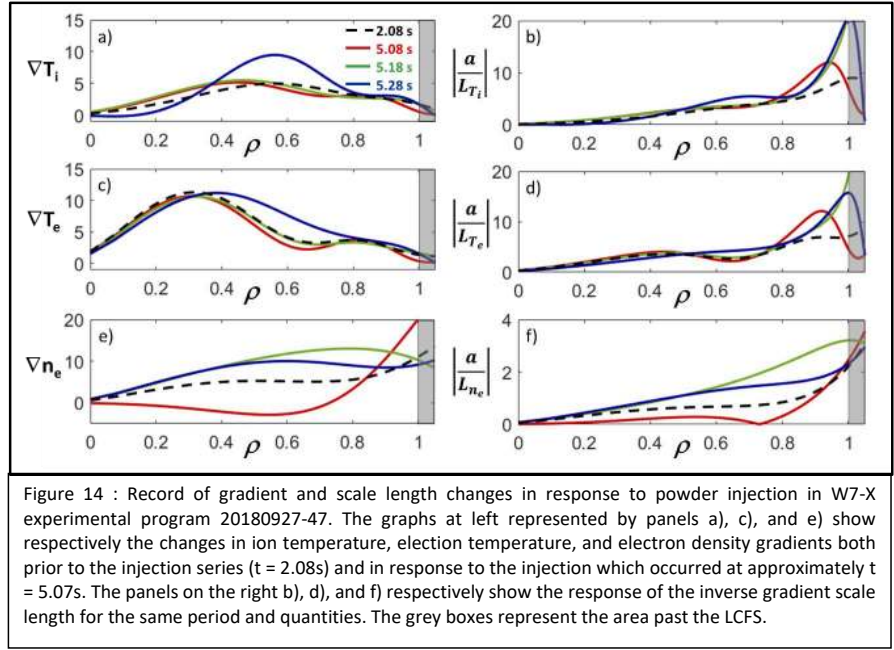 a)
∇Tᵢ
15
10
5
0
2.08 s
5.08 s
5.18 s
5.28 s
0 0.2 0.4 0.6 0.8 1
ρ
b)
|a/L_Tᵢ|
20
10
0
0 0.2 0.4 0.6 0.8 1
ρ
c)
∇Tₑ
15
10
5
0
0 0.2 0.4 0.6 0.8 1
ρ
d)
|a/L_Tₑ|
20
10
0
0 0.2 0.4 0.6 0.8 1
ρ
e)
∇nₑ
20
10
0
0 0.2 0.4 0.6 0.8 1
ρ
f)
|a/L_nₑ|
4
2
0
0 0.2 0.4 0.6 0.8 1
ρ
Figure 14 : Record of gradient and scale length changes in response to powder injection in W7-X
experimental program 20180927-47. The graphs at left represented by panels a), c), and e) show
respectively the changes in ion temperature, election temperature, and electron density gradients both
prior to the injection series (t = 2.08s) and in response to the injection which occurred at approximately t
= 5.07s. The panels on the right b), d), and f) respectively show the response of the inverse gradient scale
length for the same period and quantities. The grey boxes represent the area past the LCFS.